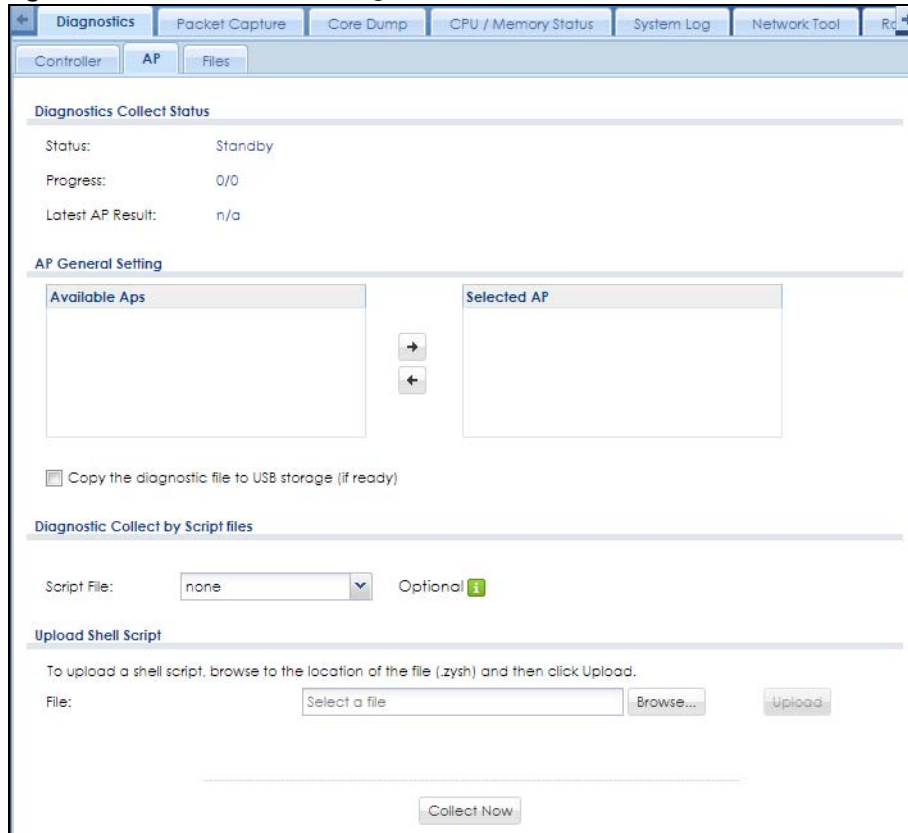 Diagnostics Packet Capture Core Dump CPU / Memory Status System Log Network Tool
Controller AP Files
Diagnostics Collect Status
Status: Standby
Progress: 0/0
Latest AP Result: n/a
AP General Setting
Available Aps Selected AP
Copy the diagnostic file to USB storage (if ready)
Diagnostic Collect by Script files
Script File: none Optional
Upload Shell Script
To upload a shell script, browse to the location of the file (.zysh) and then click Upload.
File: Select a file Browse... Upload
Collect Now